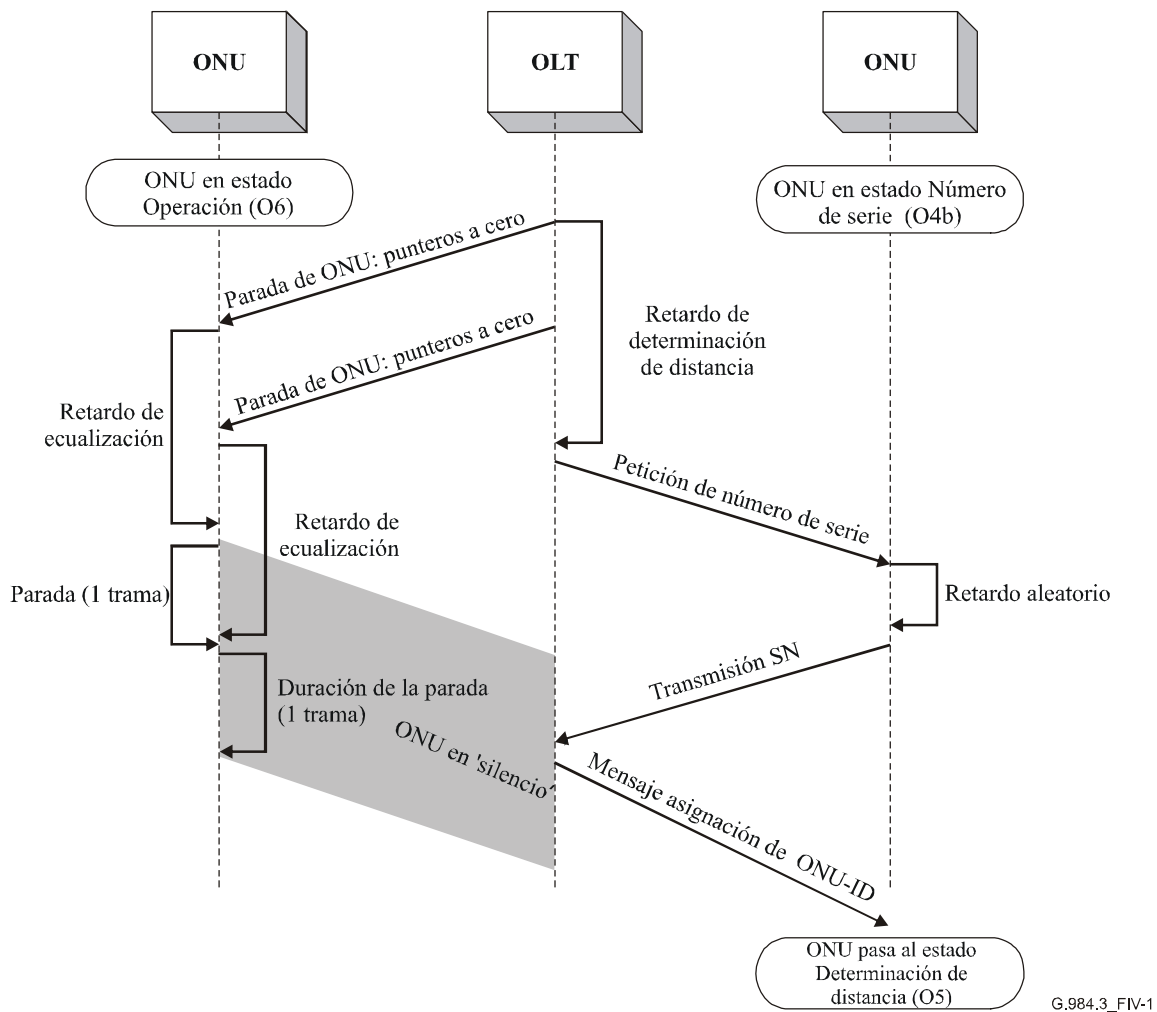 ONU
OLT
ONU
ONU en estado
Operación (O6)
ONU en estado Número
de serie (O4b)
Parada de ONU: punteros a cero
Retardo de
determinación
de distancia
Parada de ONU: punteros a cero
Retardo de
ecualización
Petición de número de serie
Retardo de
ecualización
Parada (1 trama)
Retardo aleatorio
Transmisión SN
Duración de la parada
(1 trama)
ONU en 'silencio'
Mensaje asignación de ONU-ID
ONU pasa al estado
Determinación de
distancia (O5)
G.984.3_FIV-1